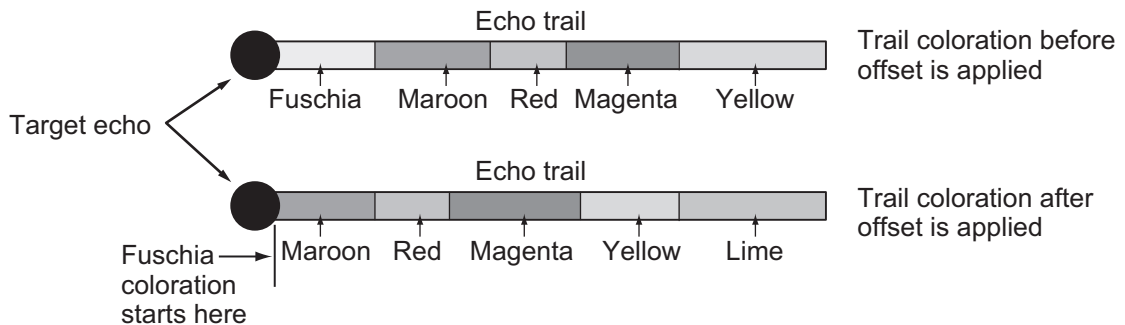 Echo trail
Trail coloration before
offset is applied
Fuschia Maroon Red Magenta Yellow
Target echo
Echo trail
Trail coloration after
offset is applied
Maroon Red Magenta Yellow Lime
Fuschia
coloration
starts here